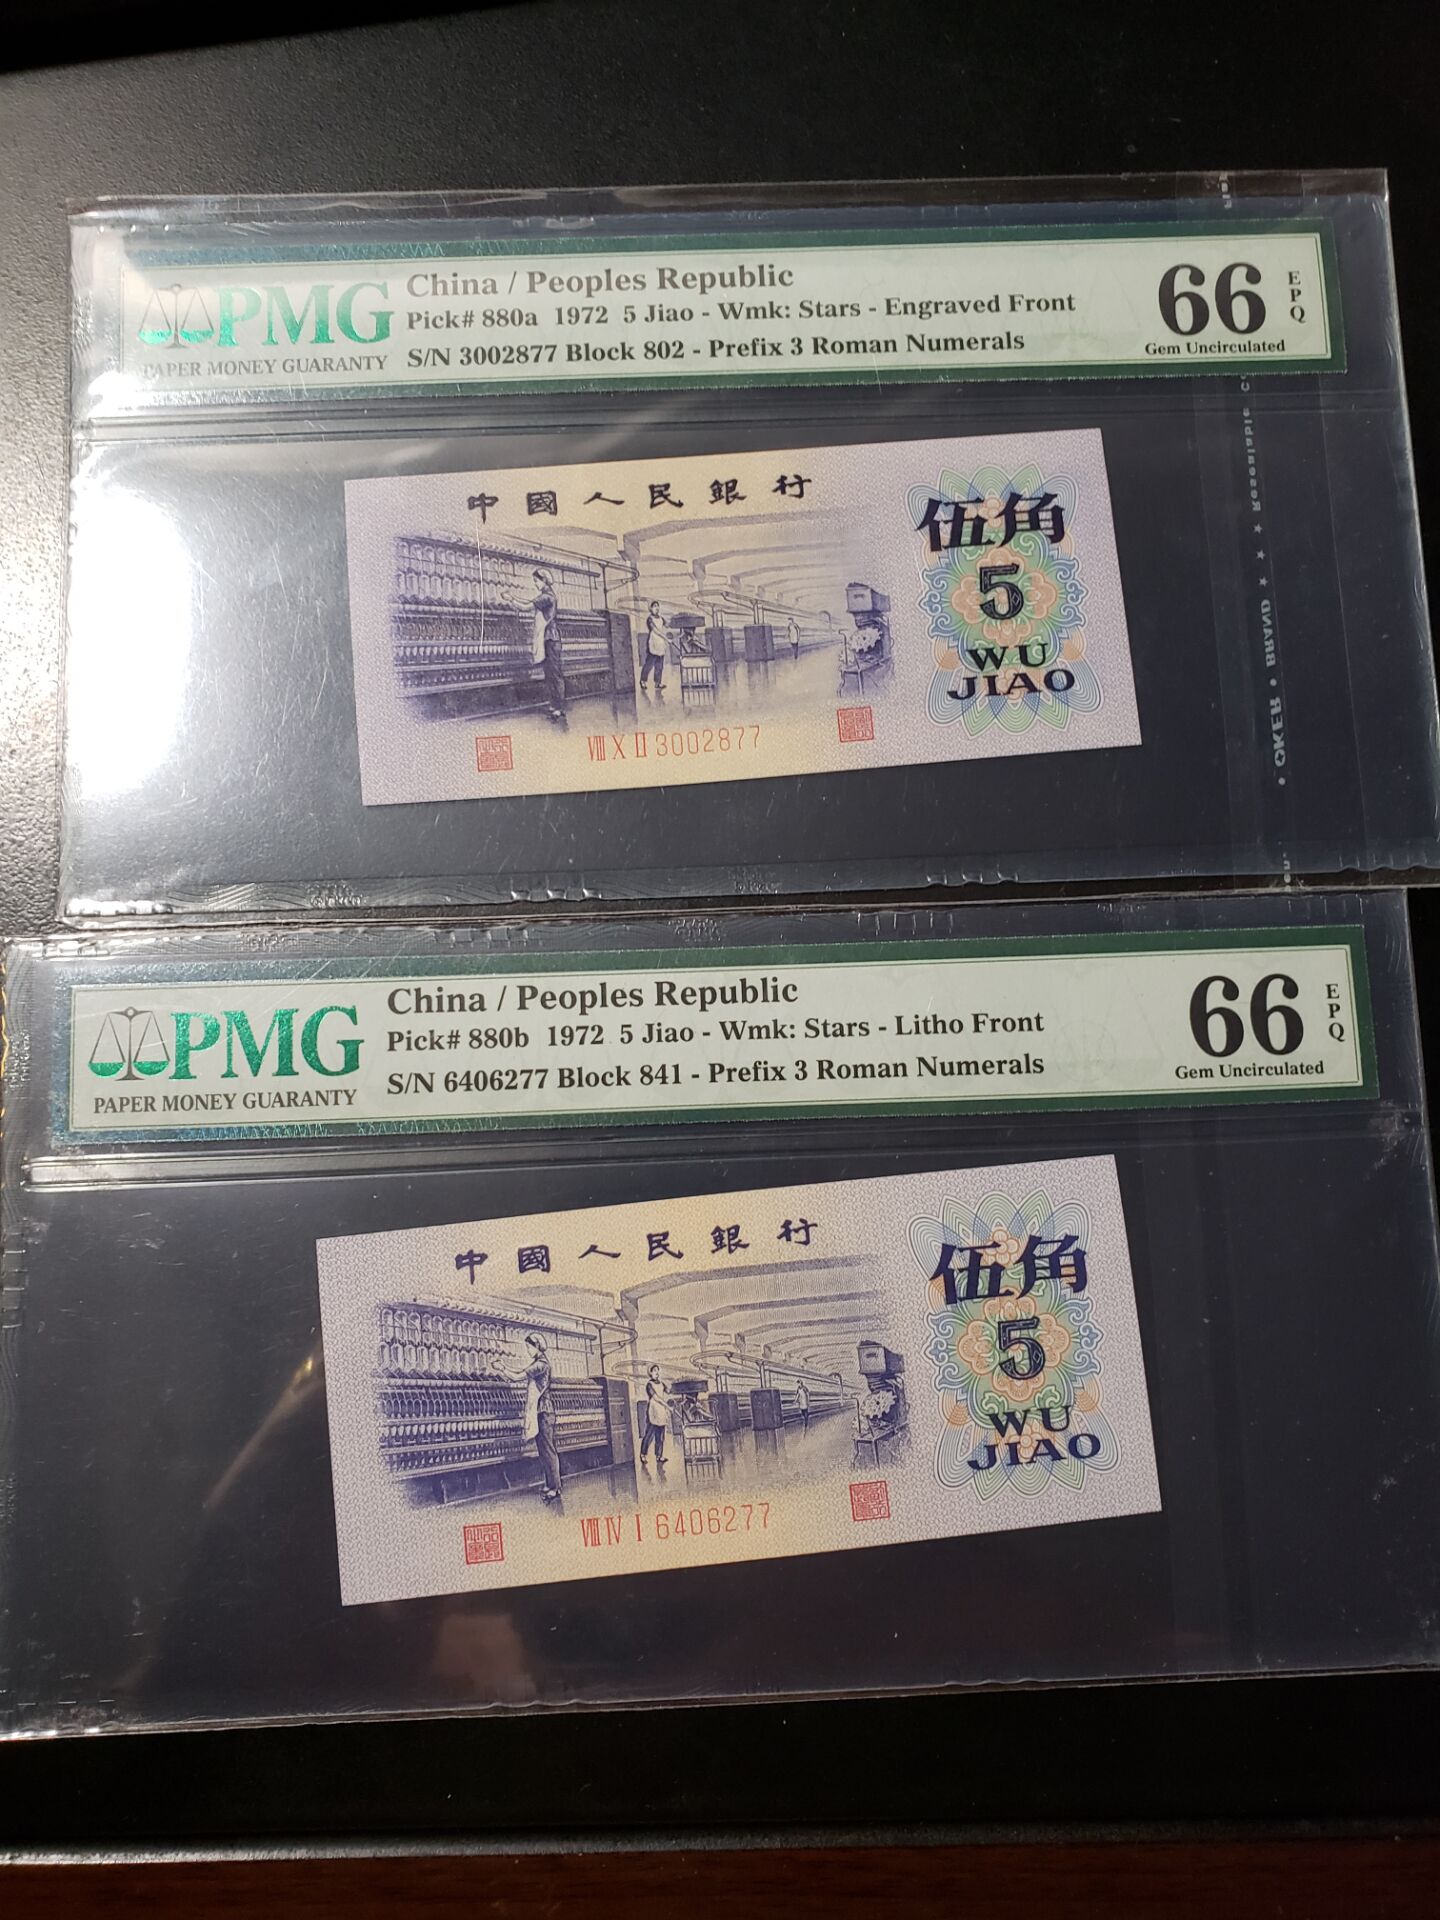 PMG
PAPER MONEY GUARANTY
China / Peoples Republic
Pick# 880a 1972 5 Jiao - Wmk: Stars - Engraved Front
S/N 3002877 Block 802 - Prefix 3 Roman Numerals
66 EPQ
Gem Uncirculated
中國人民銀行
伍角
5
WU
JIAO
VIII X II 3002877
• OKER • BRAND ★ ★ ★ Resealable
PMG
PAPER MONEY GUARANTY
China / Peoples Republic
Pick# 880b 1972 5 Jiao - Wmk: Stars - Litho Front
S/N 6406277 Block 841 - Prefix 3 Roman Numerals
66 EPQ
Gem Uncirculated
中國人民銀行
伍角
5
WU
JIAO
VIII IV I 6406277